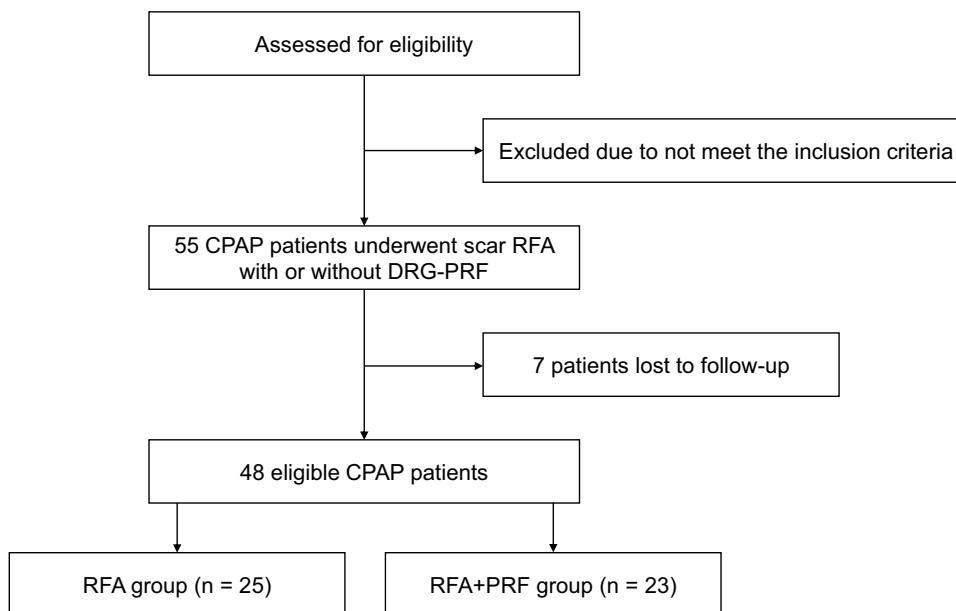 Assessed for eligibility
Excluded due to not meet the inclusion criteria
55 CPAP patients underwent scar RFA
with or without DRG-PRF
7 patients lost to follow-up
48 eligible CPAP patients
RFA group (n = 25)
RFA+PRF group (n = 23)